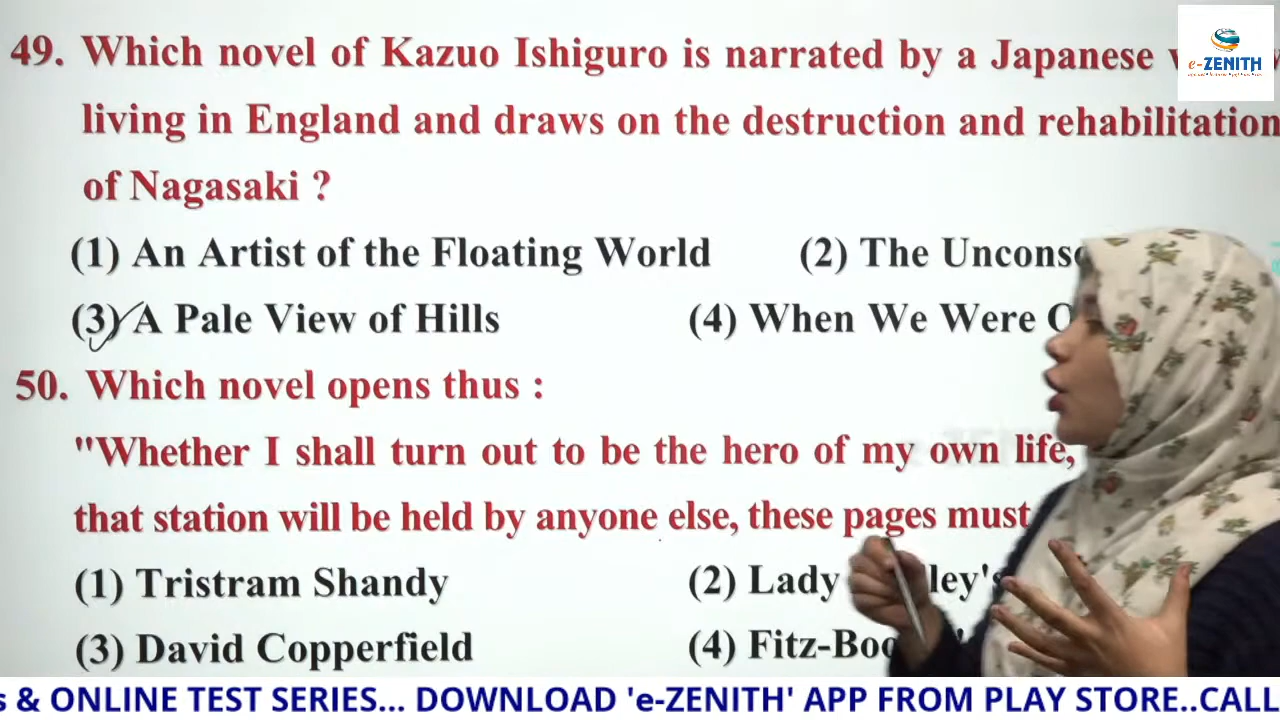 49. Which novel of Kazuo Ishiguro is narrated by a Japanese
living in England and draws on the destruction and rehabilitation
of Nagasaki ?
(1) An Artist of the Floating World (2) The
(3) A Pale View of Hills (4) When We Were
50. Which novel opens thus :
"Whether I shall turn out to be the hero of my own life,
that station will be held by anyone else, these pages must
(1) Tristram Shandy (2) Lady
(3) David Copperfield (4)
e-ZENITH
& ONLINE TEST SERIES... DOWNLOAD 'e-ZENITH' APP FROM PLAY STORE..CALL